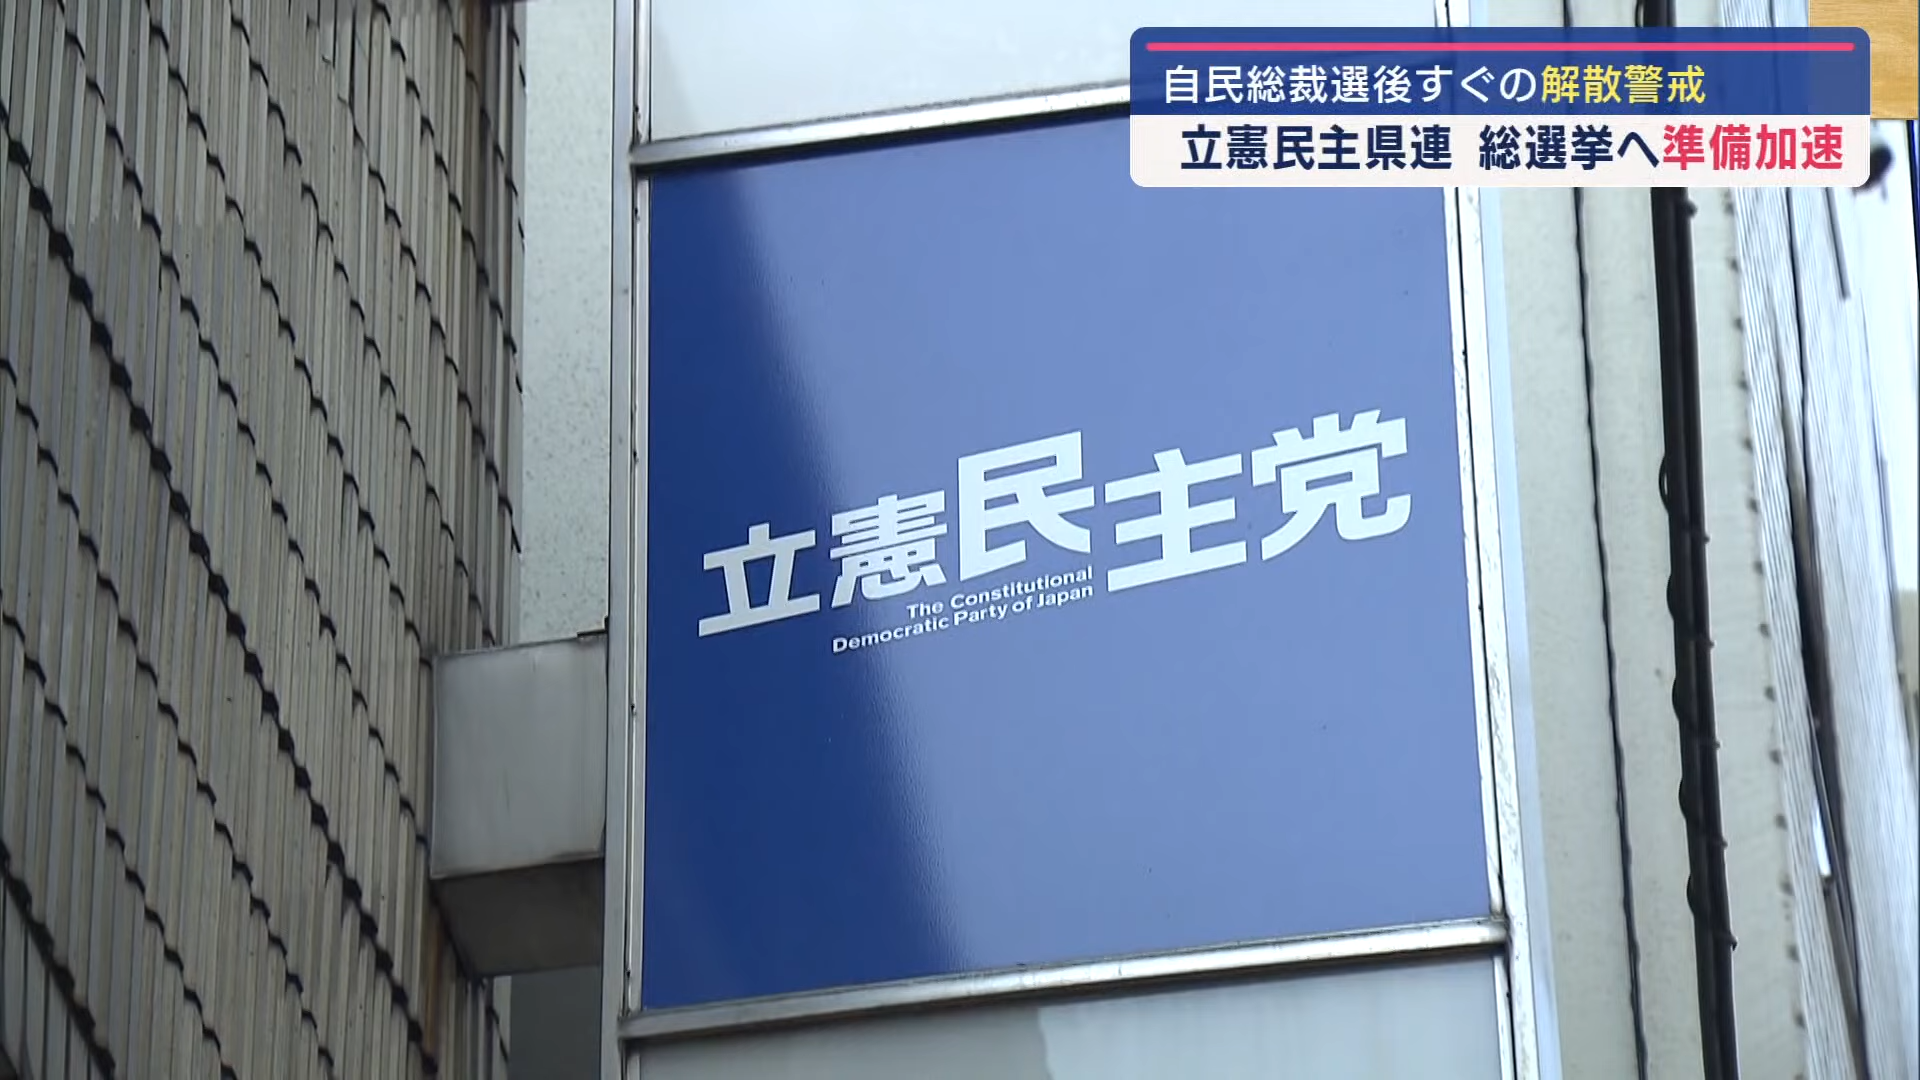 自民総裁選後すぐの解散警戒
立憲民主県連 総選挙へ準備加速
立憲民主党
The Constitutional
Democratic Party of Japan